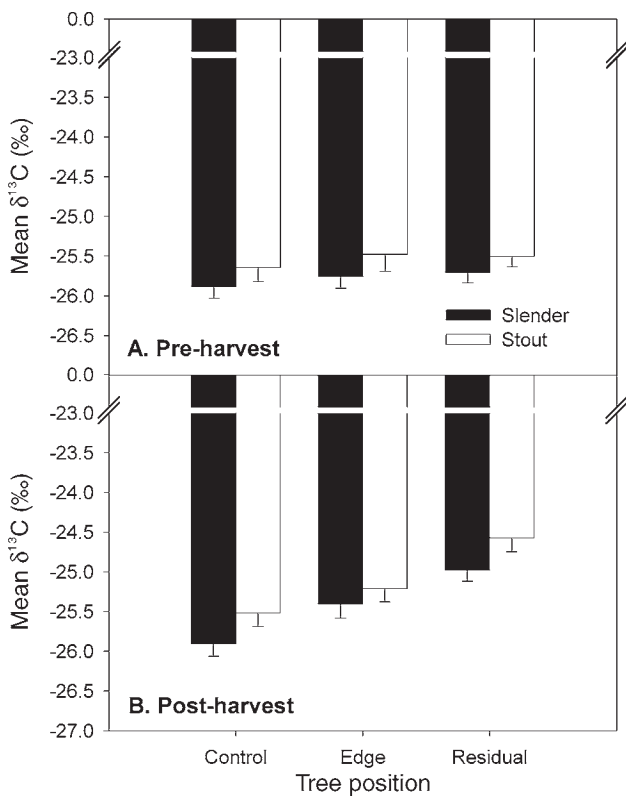 0.0
-23.0
-23.5
-24.0
-24.5
-25.0
-25.5
-26.0
-26.5
Mean δ¹³C (‰)
Slender
Stout
A. Pre-harvest
0.0
-23.0
-23.5
-24.0
-24.5
-25.0
-25.5
-26.0
-26.5
-27.0
Mean δ¹³C (‰)
B. Post-harvest
Control Edge Residual
Tree position